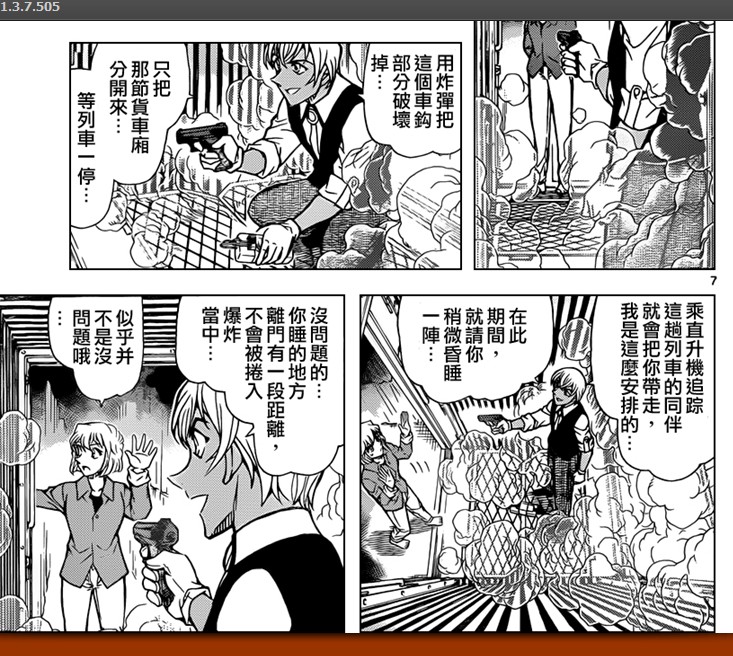 1.3.7.505
用炸彈把
這個車鈎
部分破壞
掉…
只把
那節貨車廂
分開來…
等列車一停…
7
乘直升機追踪
這趟列車的同伴
就會把你帶走，
我是這麼安排的…
在此
期間，
就請你
稍微昏睡
一陣…
沒問題的…
你睡的地方
離門有一段距離，
不會被捲入
爆炸
當中…
似乎并
不是沒
問題哦
…